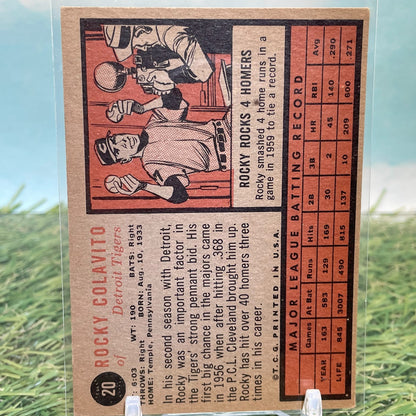 20
ROCKY COLAVITO
of Detroit Tigers
HT: 6:03 WT: 190 BATS: Right
THROWS: Right BORN: Aug. 10, 1933
HOME: Temple, Pennsylvania
In his second season with Detroit,
Rocky was an important factor in
the Tigers' strong pennant bid. His
first big chance in the majors came
in 1956 when after hitting .368 in
the P.C.L. Cleveland brought him up.
Rocky has hit over 40 homers three
times in his career.
C
ROCKY ROCKS 4 HOMERS
Rocky smashed 4 home runs in a
game in 1959 to tie a record.
MAJOR LEAGUE BATTING RECORD
Games At Bat Runs Hits 2B 3B HR RBI Avg
YEAR 163 583 129 169 30 2 45 140 .290
LIFE 845 3007 490 815 137 10 209 600 .271
© T.C.G. PRINTED IN U.S.A.